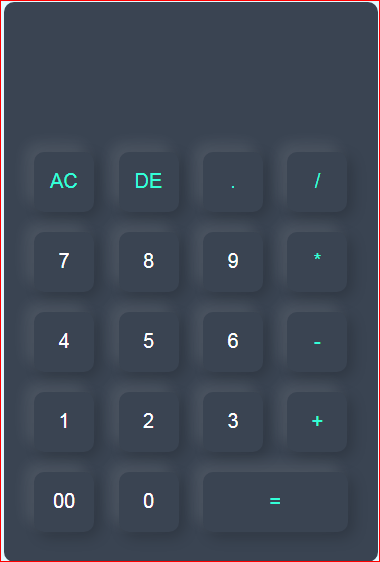 AC DE . /
7 8 9 *
4 5 6 -
1 2 3 +
00 0 =